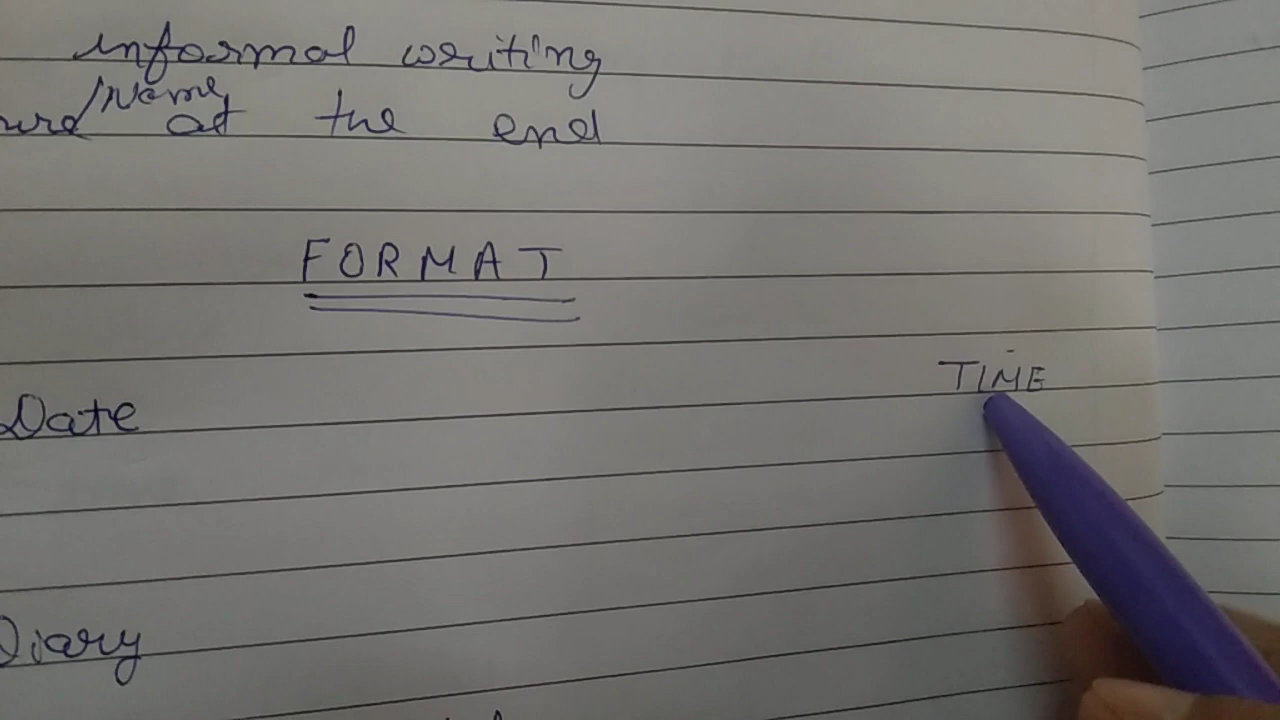 informal writing
/Name
at the end
FORMAT
TIME
Date
Diary